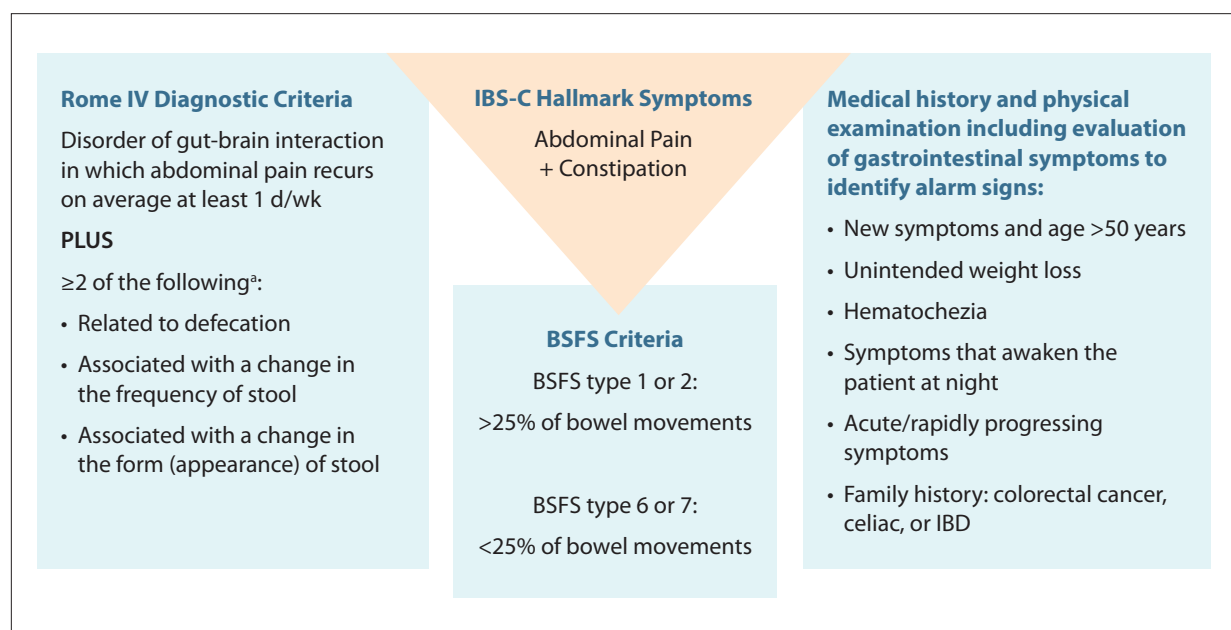 Rome IV Diagnostic Criteria
Disorder of gut-brain interaction
in which abdominal pain recurs
on average at least 1 d/wk
PLUS
≥2 of the followingᵃ:
• Related to defecation
• Associated with a change in
the frequency of stool
• Associated with a change in
the form (appearance) of stool
IBS-C Hallmark Symptoms
Abdominal Pain
+ Constipation
BSFS Criteria
BSFS type 1 or 2:
>25% of bowel movements
BSFS type 6 or 7:
<25% of bowel movements
Medical history and physical
examination including evaluation
of gastrointestinal symptoms to
identify alarm signs:
• New symptoms and age >50 years
• Unintended weight loss
• Hematochezia
• Symptoms that awaken the
patient at night
• Acute/rapidly progressing
symptoms
• Family history: colorectal cancer,
celiac, or IBD